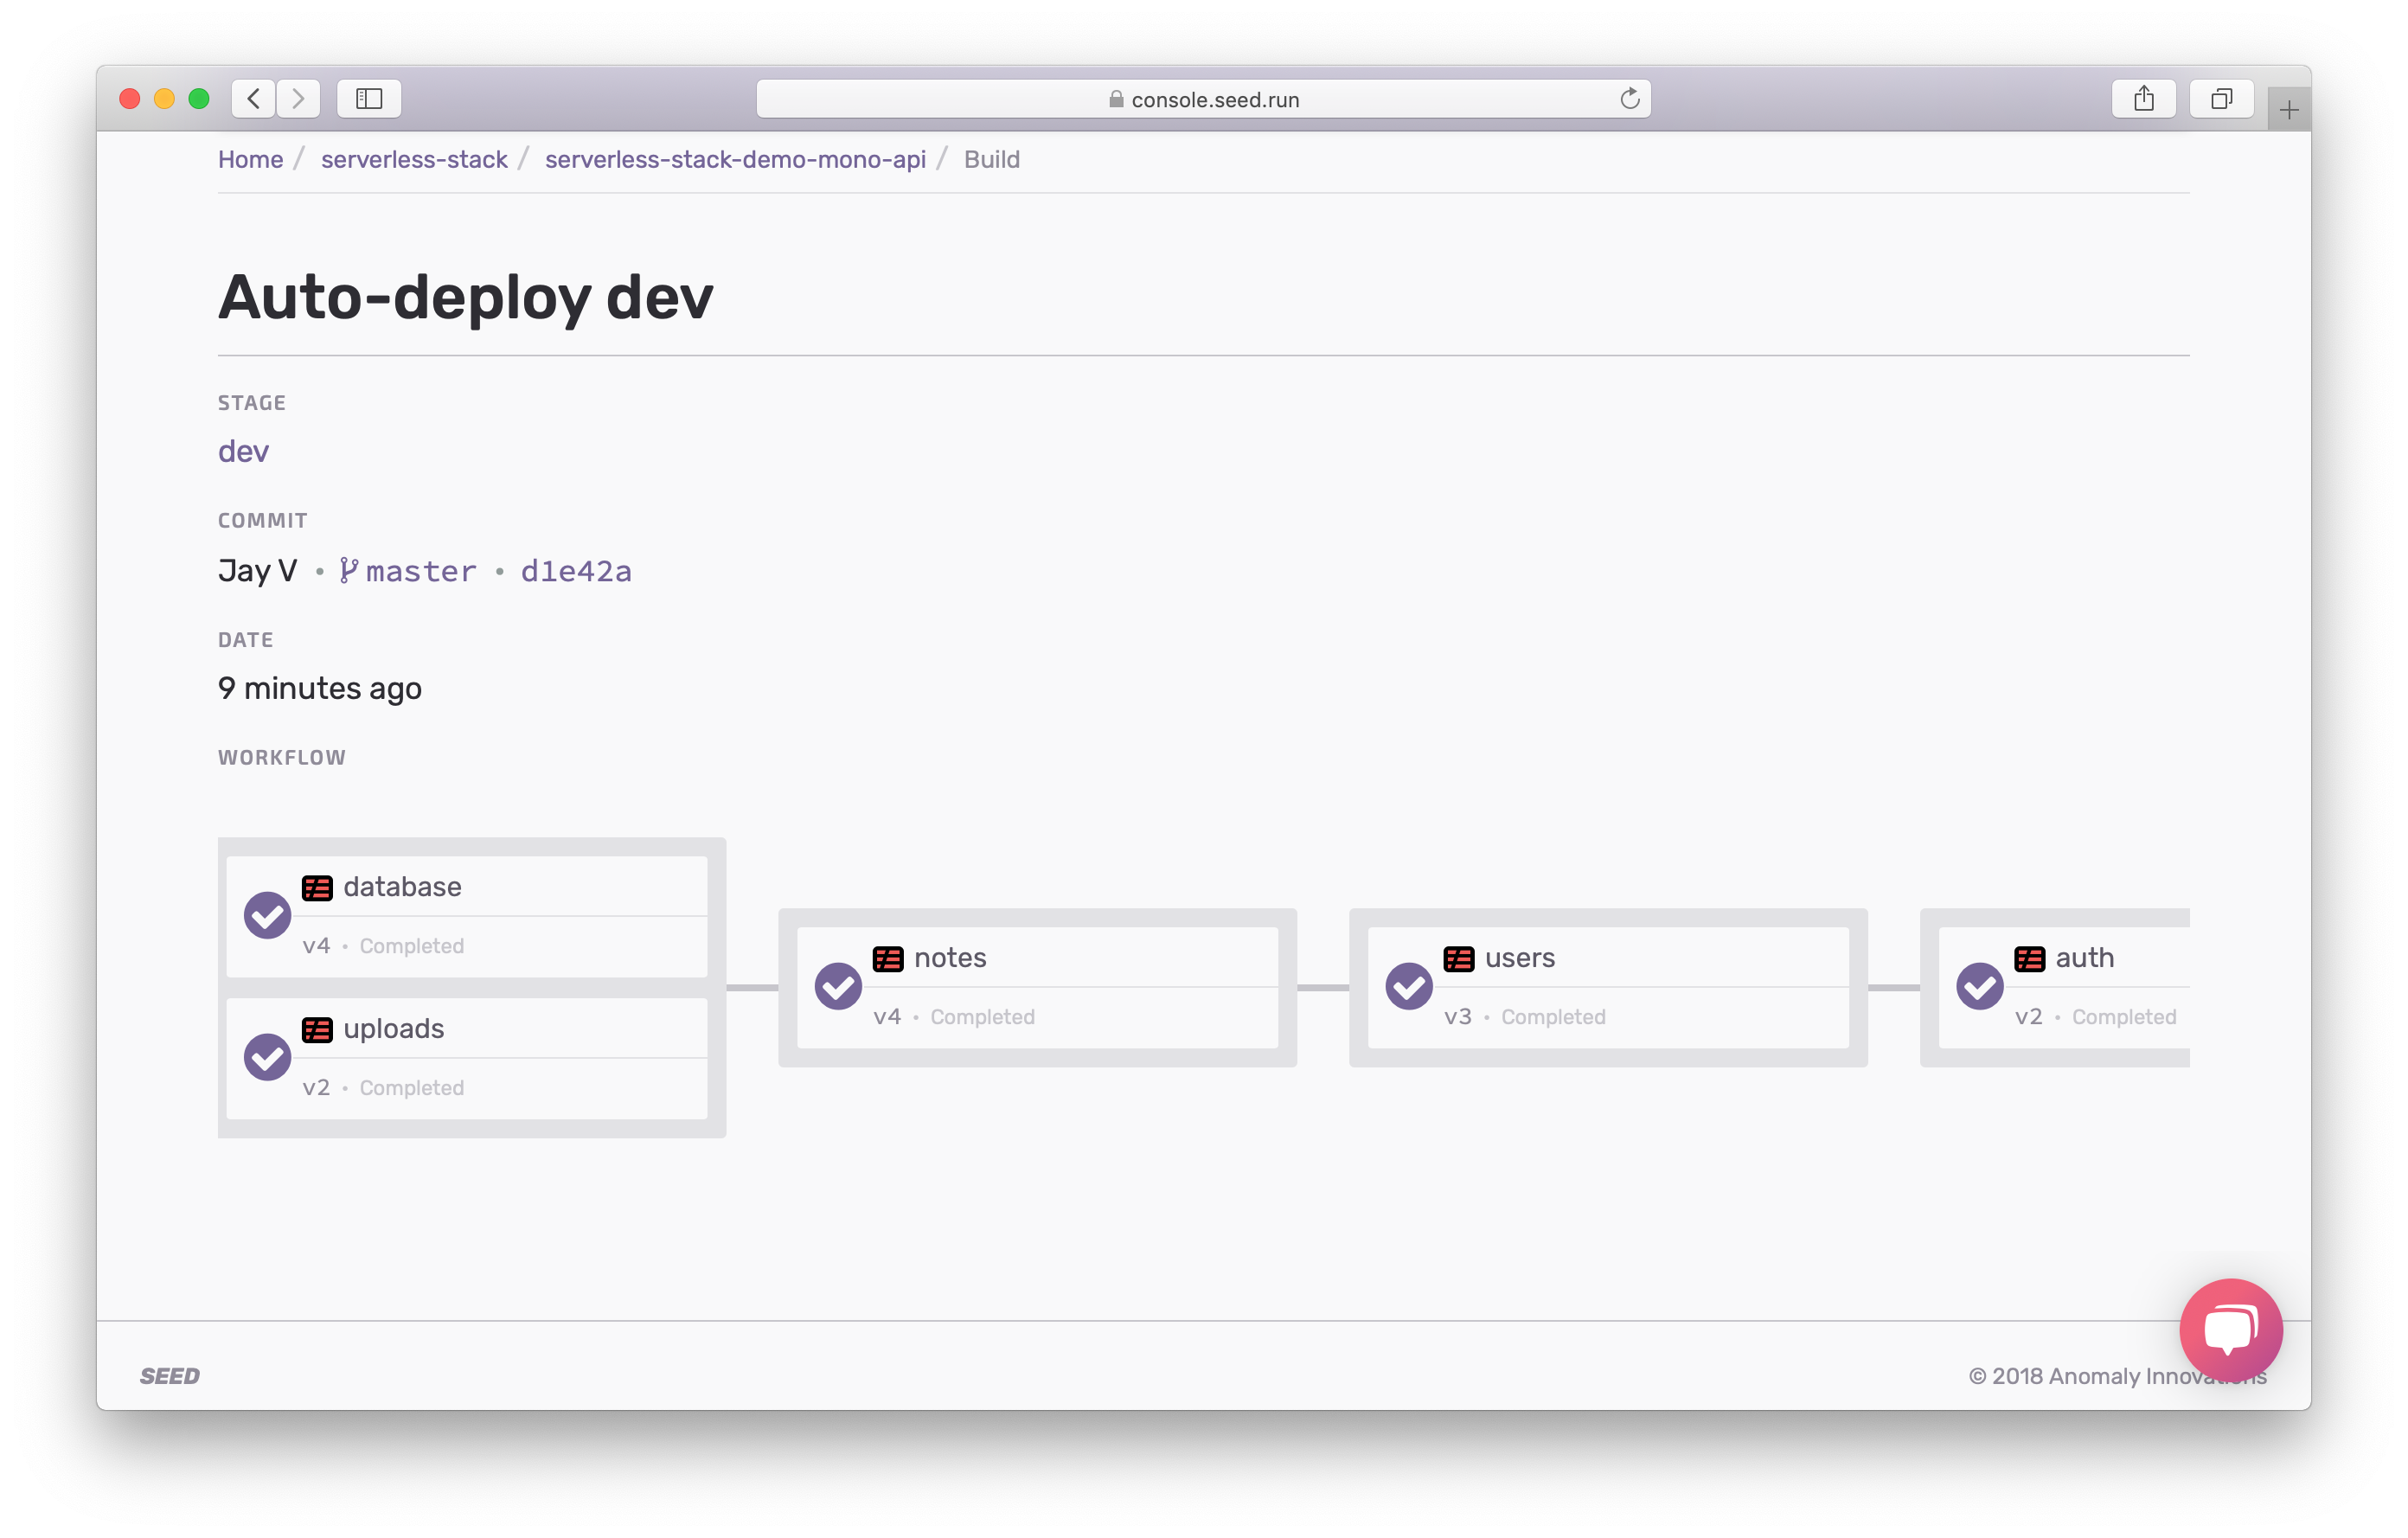 console.seed.run
Home / serverless-stack / serverless-stack-demo-mono-api / Build
Auto-deploy dev
STAGE
dev
COMMIT
Jay V • master • d1e42a
DATE
9 minutes ago
WORKFLOW
database
v4 • Completed
uploads
v2 • Completed
notes
v4 • Completed
users
v3 • Completed
auth
v2 • Completed
SEED
© 2018 Anomaly Innovations